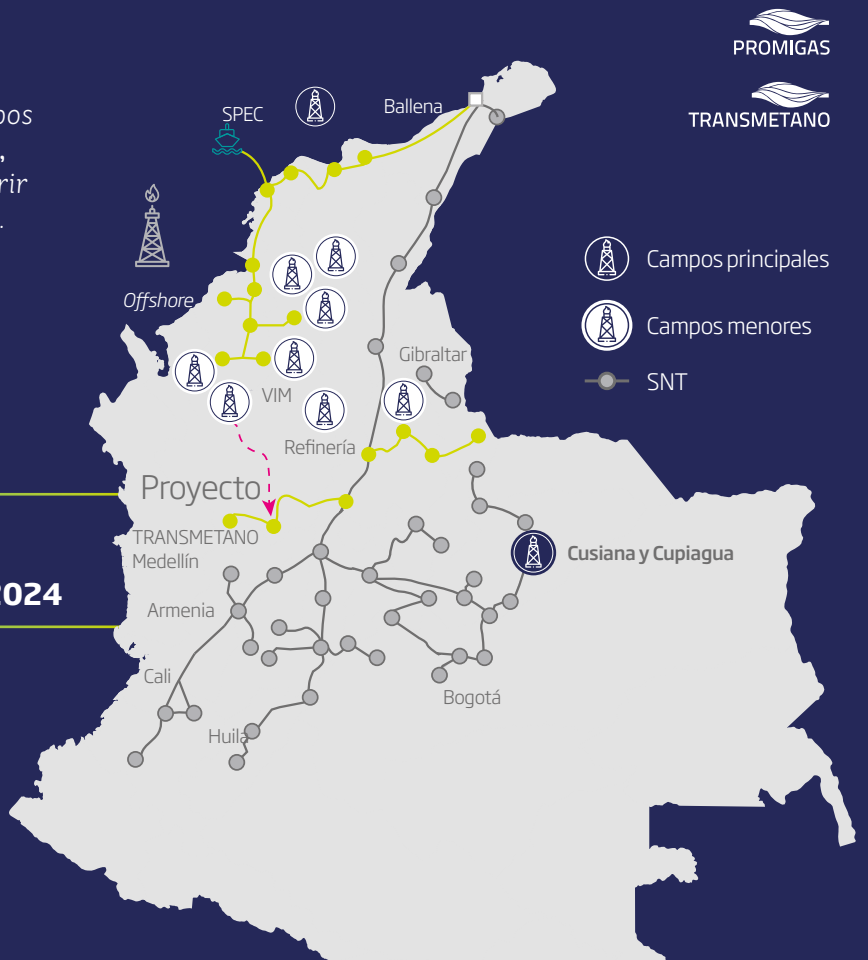 PROMIGAS
TRANSMETANO
SPEC
Ballena
Offshore
Campos principales
Campos menores
SNT
Gibraltar
VIM
Refinería
Proyecto
TRANSMETANO
Medellín
Cusiana y Cupiagua
2024
Armenia
Cali
Bogotá
Huila